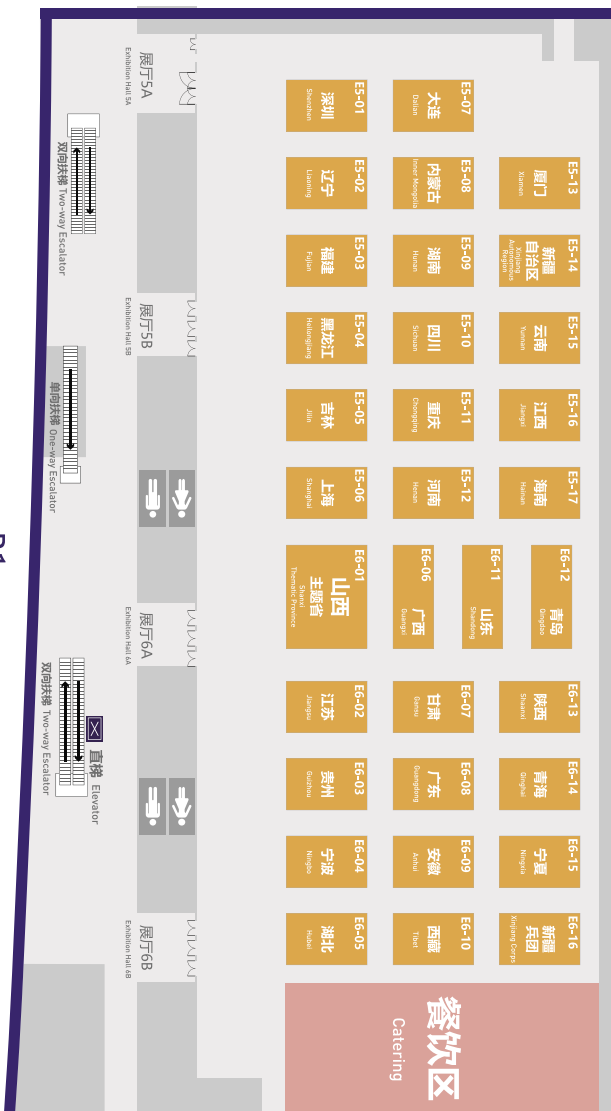 展厅5A
Exhibition Hall 5A
双向扶梯 Two-way Escalator
展厅5B
Exhibition Hall 5B
单向扶梯 One-way Escalator
展厅6A
Exhibition Hall 6A
双向扶梯 Two-way Escalator
直梯 Elevator
展厅6B
Exhibition Hall 6B
E5-01
深圳
Shenzhen
E5-07
大连
Dalian
E5-02
辽宁
Liaoning
E5-08
内蒙古
Inner Mongolia
E5-13
厦门
Xiamen
E5-03
福建
Fujian
E5-09
湖南
Hunan
E5-14
新疆
自治区
Xinjiang
Autonomous
Region
E5-04
黑龙江
Heilongjiang
E5-10
四川
Sichuan
E5-15
云南
Yunnan
E5-05
吉林
Jilin
E5-11
重庆
Chongqing
E5-16
江西
Jiangxi
E5-06
上海
Shanghai
E5-12
河南
Henan
E5-17
海南
Hainan
E6-01
山西
主题省
Shanxi
Thematic Province
E6-06
广西
Guangxi
E6-11
山东
Shandong
E6-12
青岛
Qingdao
E6-02
江苏
Jiangsu
E6-07
甘肃
Gansu
E6-13
陕西
Shaanxi
E6-03
贵州
Guizhou
E6-08
广东
Guangdong
E6-14
青海
Qinghai
E6-04
宁波
Ningbo
E6-09
安徽
Anhui
E6-15
宁夏
Ningxia
E6-05
湖北
Hubei
E6-10
西藏
Tibet
E6-16
新疆
兵团
Xinjiang Corps
餐饮区
Catering